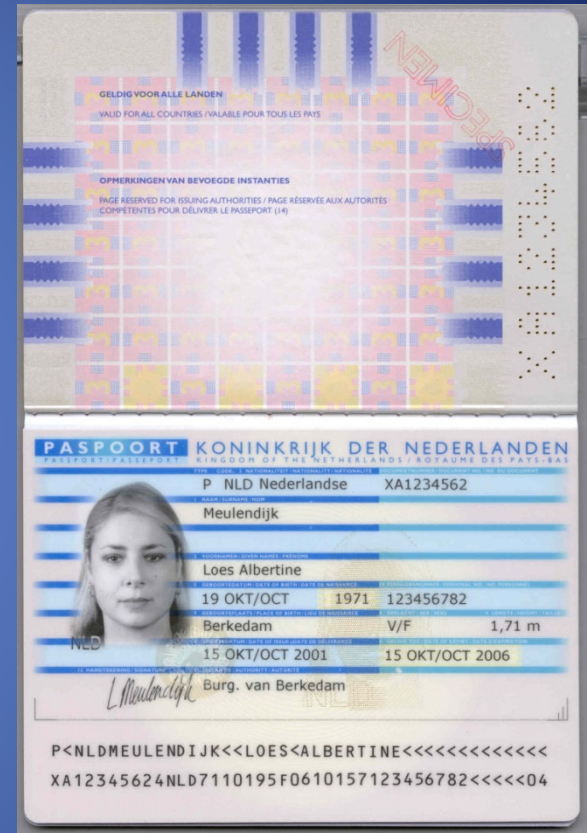 SPECIMEN
GELDIG VOOR ALLE LANDEN
VALID FOR ALL COUNTRIES / VALABLE POUR TOUS LES PAYS
OPMERKINGEN VAN BEVOEGDE INSTANTIES
PAGE RESERVED FOR ISSUING AUTHORITIES / PAGE RÉSERVÉE AUX AUTORITÉS
COMPÉTENTES POUR DÉLIVRER LE PASSEPORT (14)
XA1234562
PASPOORT KONINKRIJK DER NEDERLANDEN
PASSPORT · PASSEPORT KINGDOM OF THE NETHERLANDS / ROYAUME DES PAYS-BAS
P NLD Nederlandse XA1234562
Meulendijk
Loes Albertine
19 OKT/OCT 1971 123456782
Berkedam V/F 1,71 m
NLD
15 OKT/OCT 2001 15 OKT/OCT 2006
L Meulendijk Burg. van Berkedam
NLD
P<NLDMEULENDIJK<<LOES<ALBERTINE<<<<<<<<<<<<<
XA12345624NLD7110195F0610157123456782<<<<<04